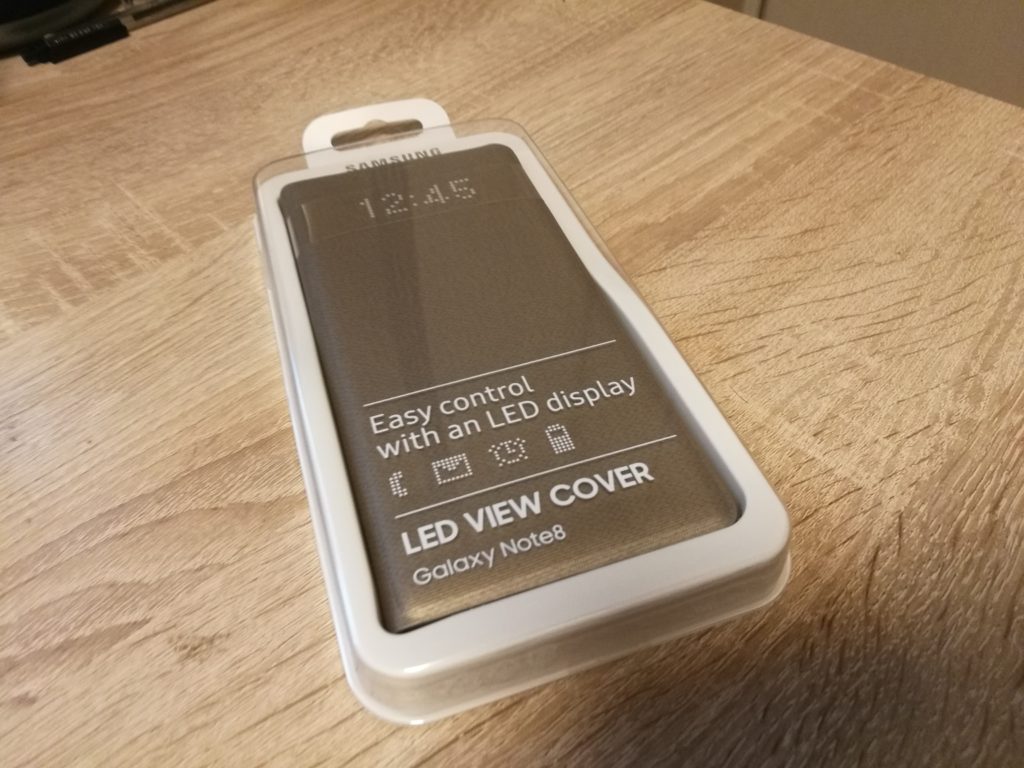 SAMSUNG
12:45
Easy control
with an LED display
LED VIEW COVER
Galaxy Note8